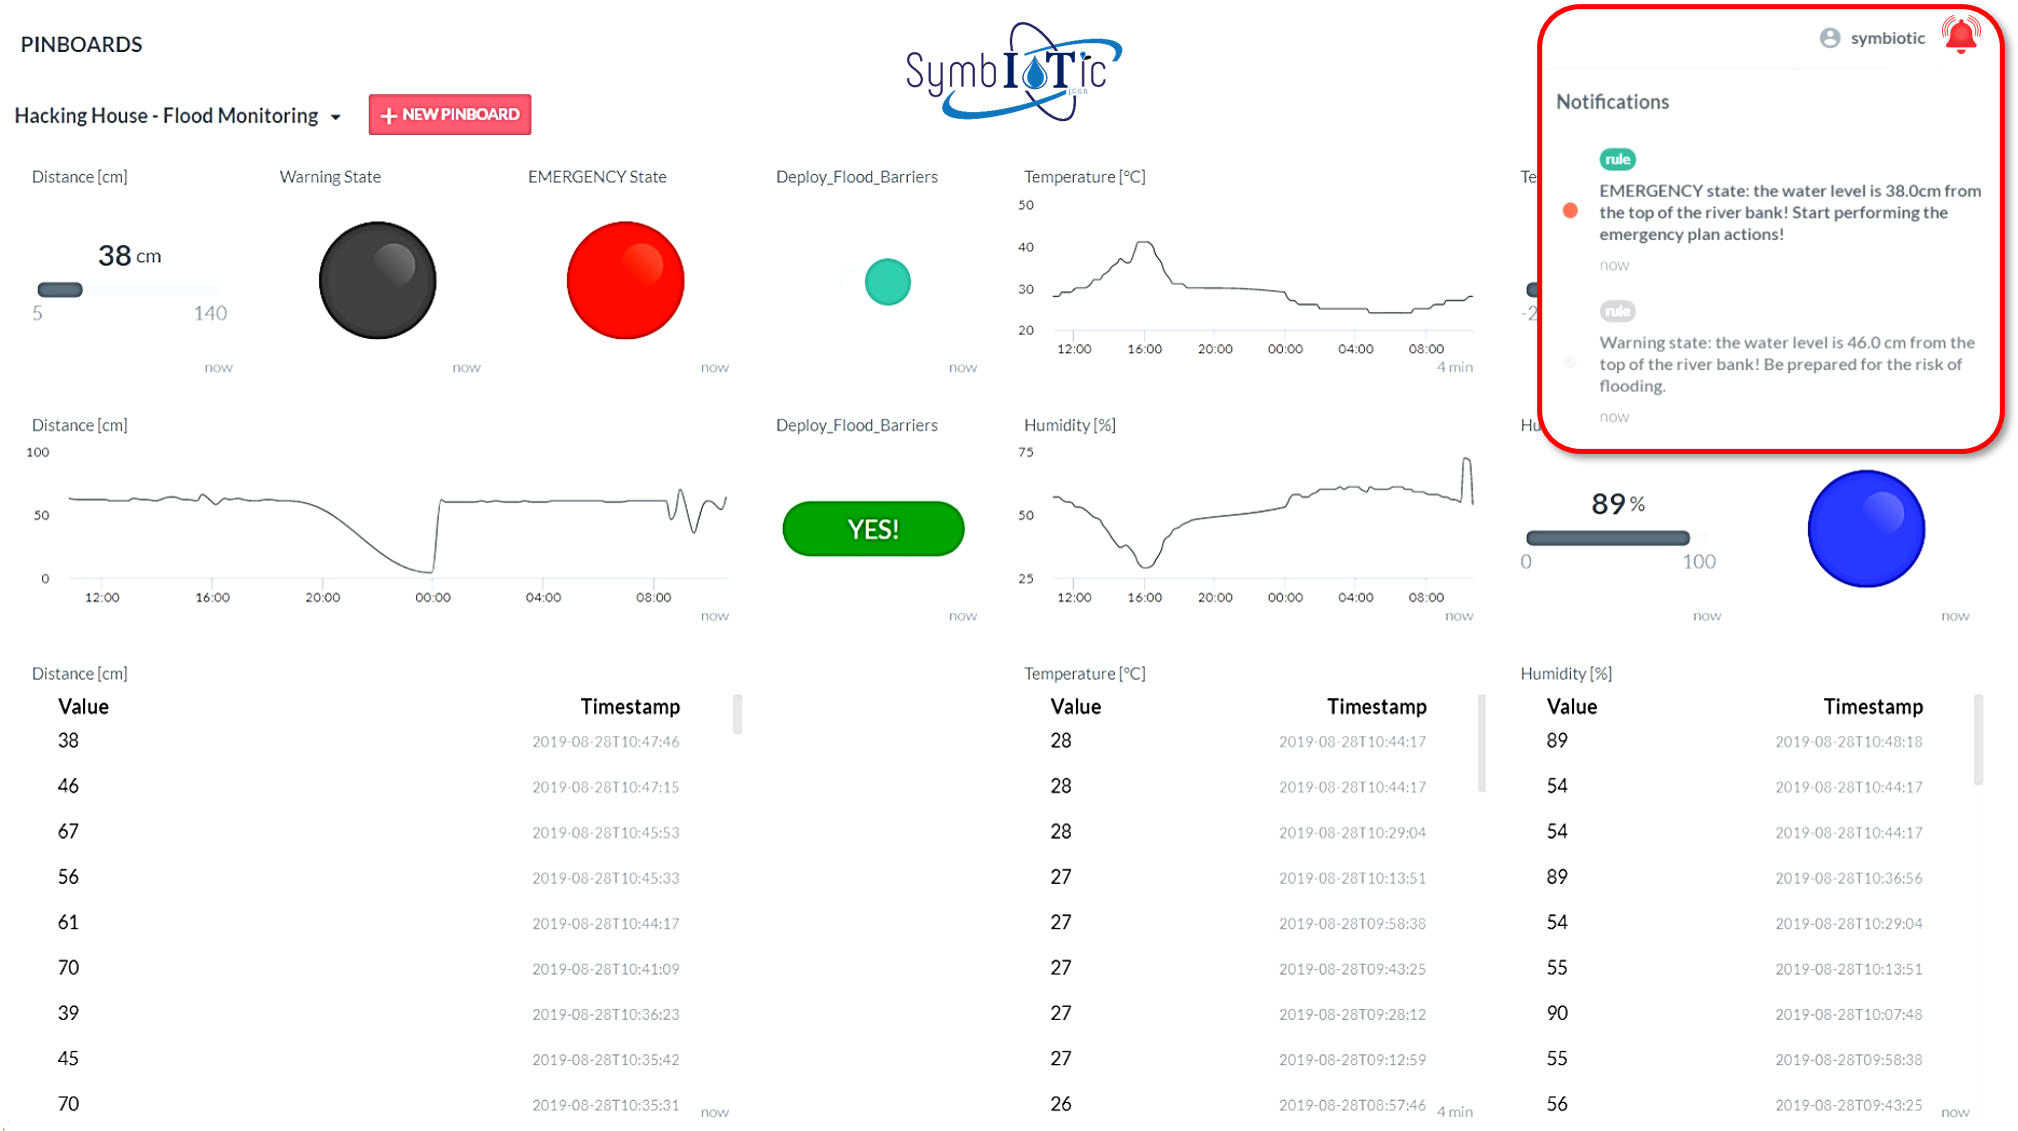 PINBOARDS
SymbIoTic
j.d.o.o.
symbiotic
Hacking House - Flood Monitoring
+ NEW PINBOARD
Notifications
rule
EMERGENCY state: the water level is 38.0cm from
the top of the river bank! Start performing the
emergency plan actions!
now
rule
Warning state: the water level is 46.0 cm from the
top of the river bank! Be prepared for the risk of
flooding.
now
Distance [cm]
38 cm
5 140
now
Warning State
now
EMERGENCY State
now
Deploy_Flood_Barriers
now
Temperature [°C]
50
40
30
20
12:00 16:00 20:00 00:00 04:00 08:00
4 min
Te
-2
Distance [cm]
100
50
0
12:00 16:00 20:00 00:00 04:00 08:00
now
Deploy_Flood_Barriers
YES!
now
Humidity [%]
75
50
25
12:00 16:00 20:00 00:00 04:00 08:00
now
Hu
89 %
0 100
now
now
Distance [cm]
Value Timestamp
38 2019-08-28T10:47:46
46 2019-08-28T10:47:15
67 2019-08-28T10:45:53
56 2019-08-28T10:45:33
61 2019-08-28T10:44:17
70 2019-08-28T10:41:09
39 2019-08-28T10:36:23
45 2019-08-28T10:35:42
70 2019-08-28T10:35:31
now
Temperature [°C]
Value Timestamp
28 2019-08-28T10:44:17
28 2019-08-28T10:44:17
28 2019-08-28T10:29:04
27 2019-08-28T10:13:51
27 2019-08-28T09:58:38
27 2019-08-28T09:43:25
27 2019-08-28T09:28:12
27 2019-08-28T09:12:59
26 2019-08-28T08:57:46
4 min
Humidity [%]
Value Timestamp
89 2019-08-28T10:48:18
54 2019-08-28T10:44:17
54 2019-08-28T10:44:17
89 2019-08-28T10:36:56
54 2019-08-28T10:29:04
55 2019-08-28T10:13:51
90 2019-08-28T10:07:48
55 2019-08-28T09:58:38
56 2019-08-28T09:43:25
now